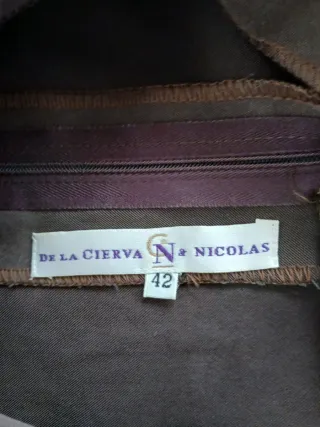 DE LA CIERVA N & NICOLAS
42